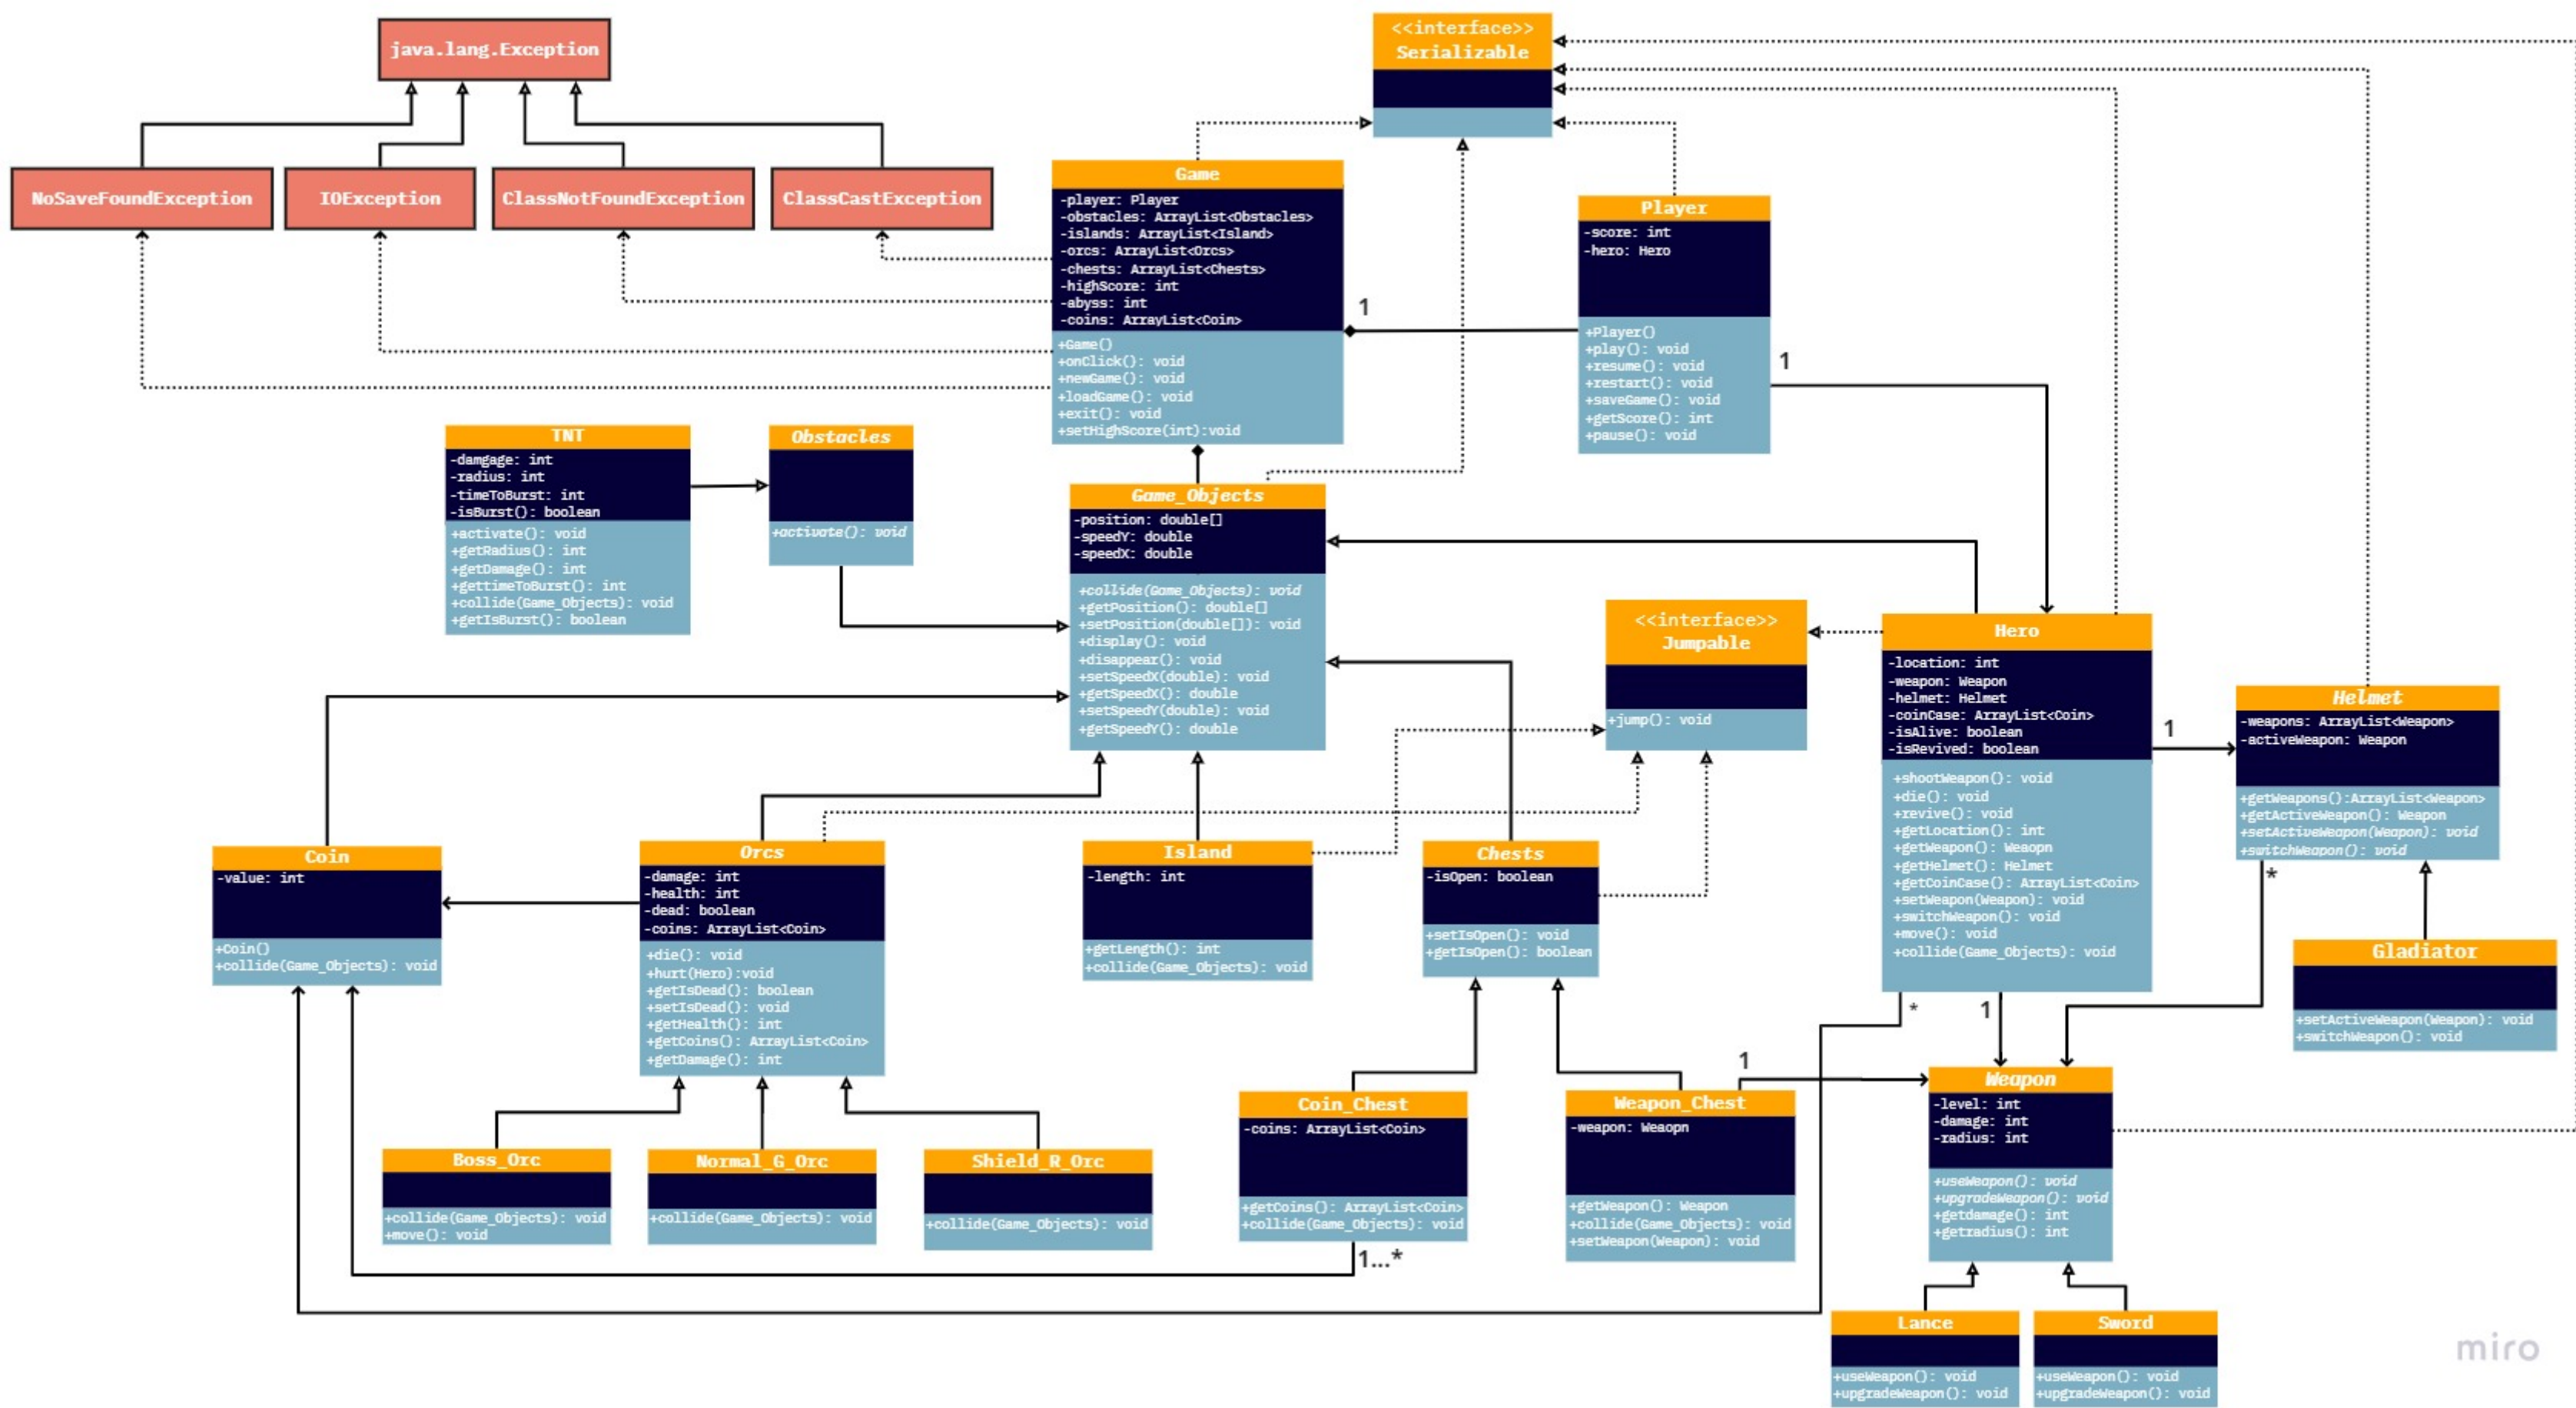 java.lang.Exception
NoSaveFoundException
IOException
ClassNotFoundException
ClassCastException
<<interface>>
Serializable
Game
-player: Player
-obstacles: ArrayList<Obstacles>
-islands: ArrayList<Island>
-orcs: ArrayList<Orcs>
-chests: ArrayList<Chests>
-highScore: int
-abyss: int
-coins: ArrayList<Coin>
+Game()
+onClick(): void
+newGame(): void
+loadGame(): void
+exit(): void
+setHighScore(int):void
1
Player
-score: int
-hero: Hero
+Player()
+play(): void
+resume(): void
+restart(): void
+saveGame(): void
+getScore(): int
+pause(): void
1
TNT
-damgage: int
-radius: int
-timeToBurst: int
-isBurst(): boolean
+activate(): void
+getRadius(): int
+getDamage(): int
+gettimeToBurst(): int
+collide(Game_Objects): void
+getIsBurst(): boolean
Obstacles
+activate(): void
Game_Objects
-position: double[]
-speedY: double
-speedX: double
+collide(Game_Objects): void
+getPosition(): double[]
+setPosition(double[]): void
+display(): void
+disappear(): void
+setSpeedX(double): void
+getSpeedX(): double
+setSpeedY(double): void
+getSpeedY(): double
<<interface>>
Jumpable
+jump(): void
Hero
-location: int
-weapon: Weapon
-helmet: Helmet
-coinCase: ArrayList<Coin>
-isAlive: boolean
-isRevived: boolean
+shootWeapon(): void
+die(): void
+revive(): void
+getLocation(): int
+getWeapon(): Weaopn
+getHelmet(): Helmet
+getCoinCase(): ArrayList<Coin>
+setWeapon(Weapon): void
+switchWeapon(): void
+move(): void
+collide(Game_Objects): void
1
Helmet
-weapons: ArrayList<Weapon>
-activeWeapon: Weapon
+getWeapons():ArrayList<Weapon>
+getActiveWeapon(): Weapon
+setActiveWeapon(Weapon): void
+switchWeapon(): void
*
Gladiator
+setActiveWeapon(Weapon): void
+switchWeapon(): void
Coin
-value: int
+Coin()
+collide(Game_Objects): void
Orcs
-damage: int
-health: int
-dead: boolean
-coins: ArrayList<Coin>
+die(): void
+hurt(Hero):void
+getIsDead(): boolean
+setIsDead(): void
+getHealth(): int
+getCoins(): ArrayList<Coin>
+getDamage(): int
Island
-length: int
+getLength(): int
+collide(Game_Objects): void
Chests
-isOpen: boolean
+setIsOpen(): void
+getIsOpen(): boolean
*
1
1
Boss_Orc
+collide(Game_Objects): void
+move(): void
Normal_G_Orc
+collide(Game_Objects): void
Shield_R_Orc
+collide(Game_Objects): void
Coin_Chest
-coins: ArrayList<Coin>
+getCoins(): ArrayList<Coin>
+collide(Game_Objects): void
1...*
Weapon_Chest
-weapon: Weaopn
+getWeapon(): Weapon
+collide(Game_Objects): void
+setWeapon(Weapon): void
Weapon
-level: int
-damage: int
-radius: int
+useWeapon(): void
+upgradeWeapon(): void
+getdamage(): int
+getradius(): int
Lance
+useWeapon(): void
+upgradeWeapon(): void
Sword
+useWeapon(): void
+upgradeWeapon(): void
miro